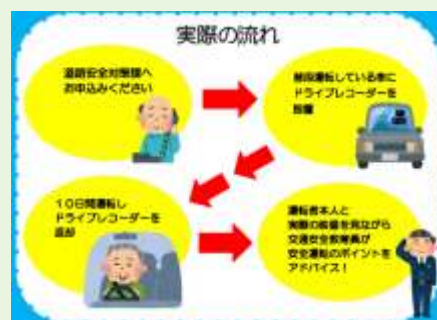 実際の流れ
道路安全対策課へ
お申込みください
普段運転している車に
ドライブレコーダーを
設置
10日間運転し
ドライブレコーダーを
返却
運転者本人と
実際の映像を見ながら
交通安全教育員が
安全運転のポイントを
アドバイス!